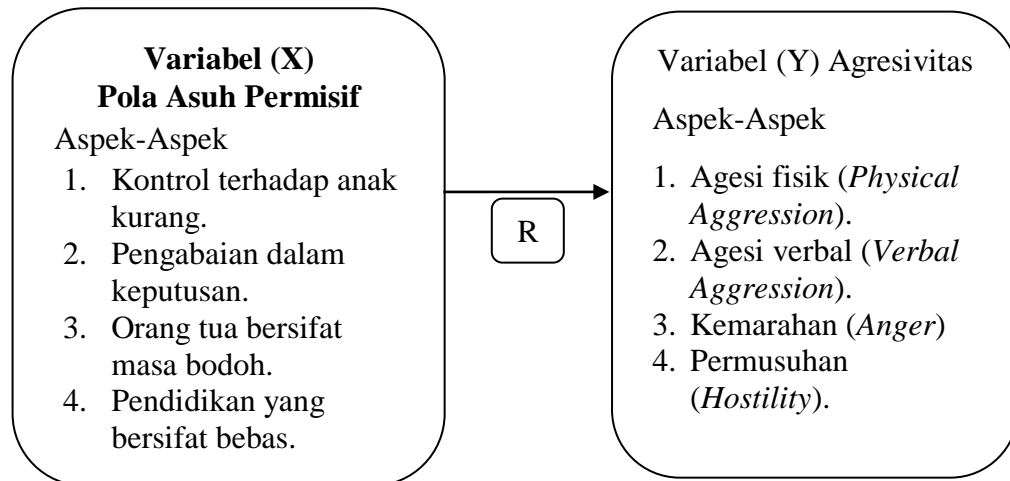 Variabel (X)
Pola Asuh Permisif
Aspek-Aspek
1. Kontrol terhadap anak
kurang.
2. Pengabaian dalam
keputusan.
3. Orang tua bersifat
masa bodoh.
4. Pendidikan yang
bersifat bebas.
R
Variabel (Y) Agresivitas
Aspek-Aspek
1. Agesi fisik (Physical
Aggression).
2. Agesi verbal (Verbal
Aggression).
3. Kemarahan (Anger)
4. Permusuhan
(Hostility).